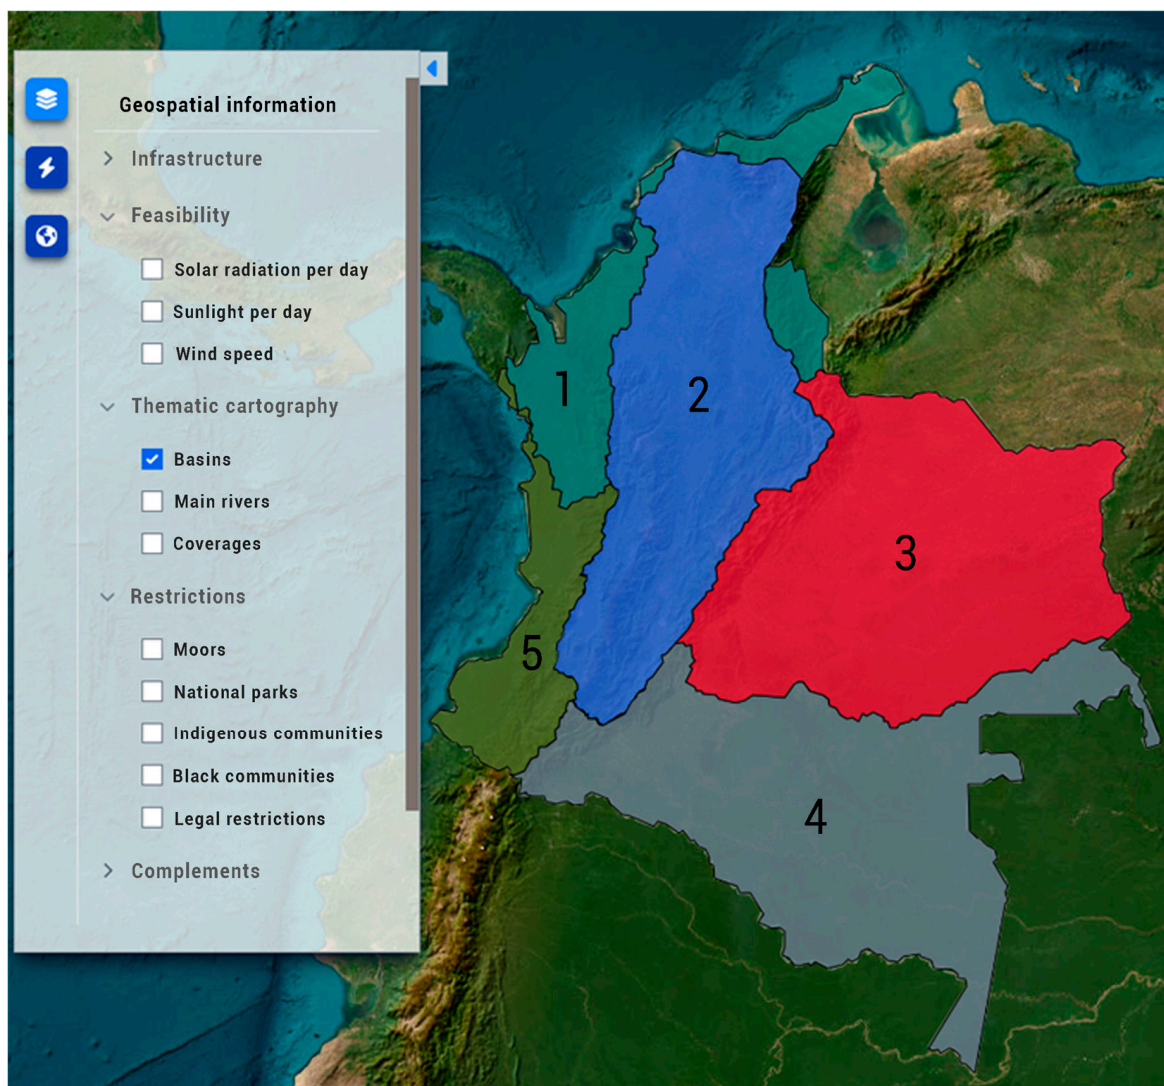 Geospatial information
Infrastructure
Feasibility
Solar radiation per day
Sunlight per day
Wind speed
Thematic cartography
Basins
Main rivers
Coverages
Restrictions
Moors
National parks
Indigenous communities
Black communities
Legal restrictions
Complements
1
2
3
4
5